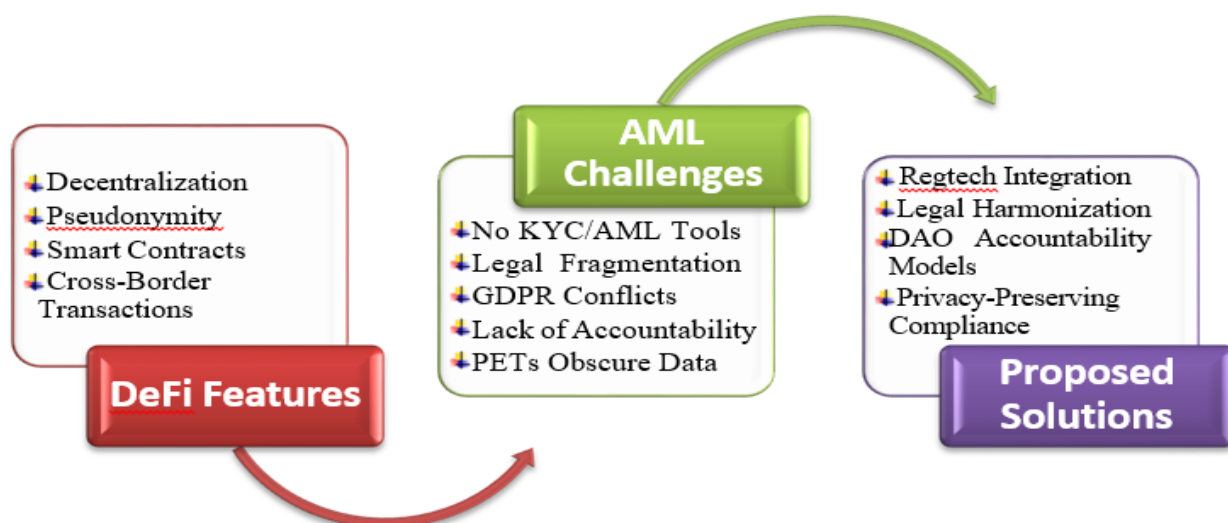 Decentralization
Pseudonymity
Smart Contracts
Cross-Border
Transactions
DeFi Features
AML
Challenges
No KYC/AML Tools
Legal Fragmentation
GDPR Conflicts
Lack of Accountability
PETs Obscure Data
Regtech Integration
Legal Harmonization
DAO Accountability
Models
Privacy-Preserving
Compliance
Proposed
Solutions